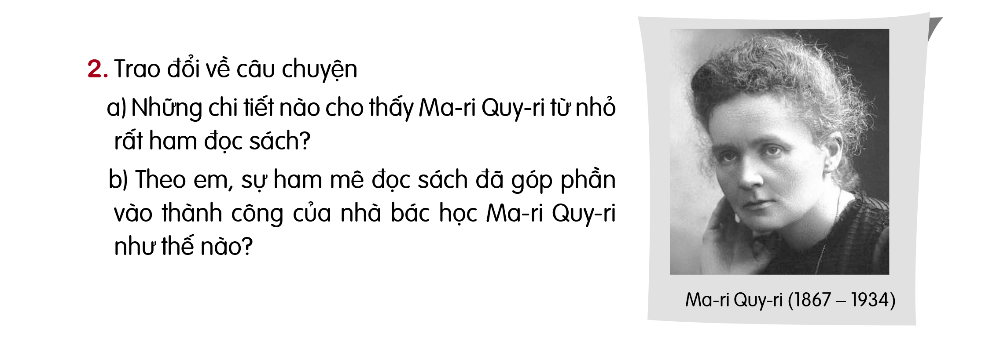 2. Trao đổi về câu chuyện
a) Những chi tiết nào cho thấy Ma-ri Quy-ri từ nhỏ
rất ham đọc sách?
b) Theo em, sự ham mê đọc sách đã góp phần
vào thành công của nhà bác học Ma-ri Quy-ri
như thế nào?
Ma-ri Quy-ri (1867 – 1934)